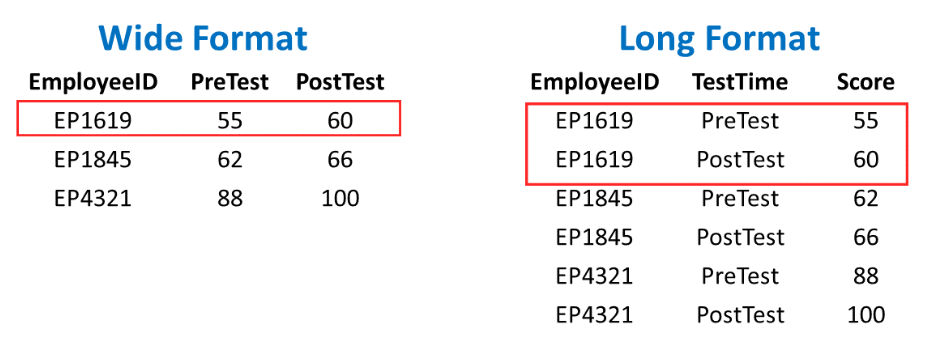 Wide Format
EmployeeID PreTest PostTest
EP1619 55 60
EP1845 62 66
EP4321 88 100
Long Format
EmployeeID TestTime Score
EP1619 PreTest 55
EP1619 PostTest 60
EP1845 PreTest 62
EP1845 PostTest 66
EP4321 PreTest 88
EP4321 PostTest 100